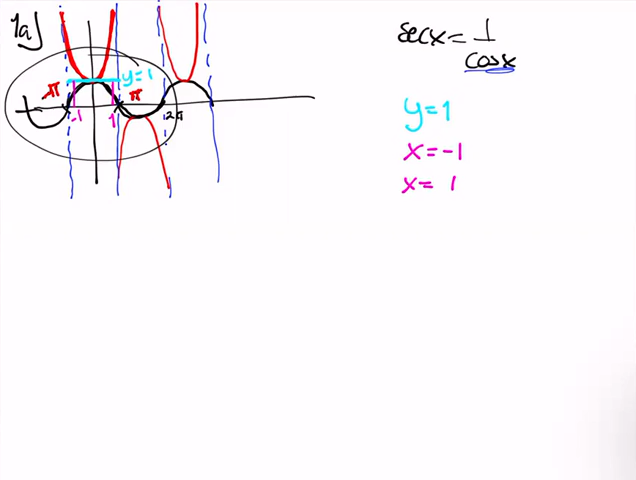 1a)
secx = 1/cosx
y=1
-π
π
-1
1
2π
y=1
x=-1
x= 1